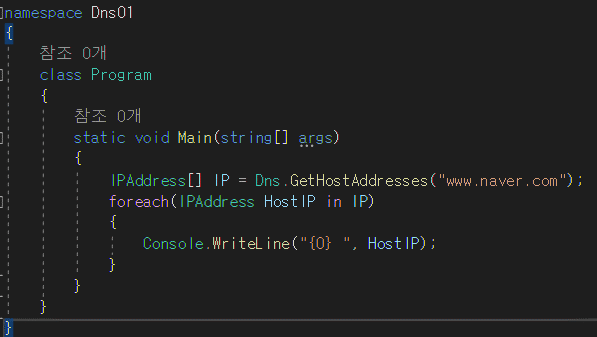 namespace Dns01
{
참조 0개
class Program
{
참조 0개
static void Main(string[] args)
{
IPAddress[] IP = Dns.GetHostAddresses("www.naver.com");
foreach(IPAddress HostIP in IP)
{
Console.WriteLine("{0} ", HostIP);
}
}
}
}